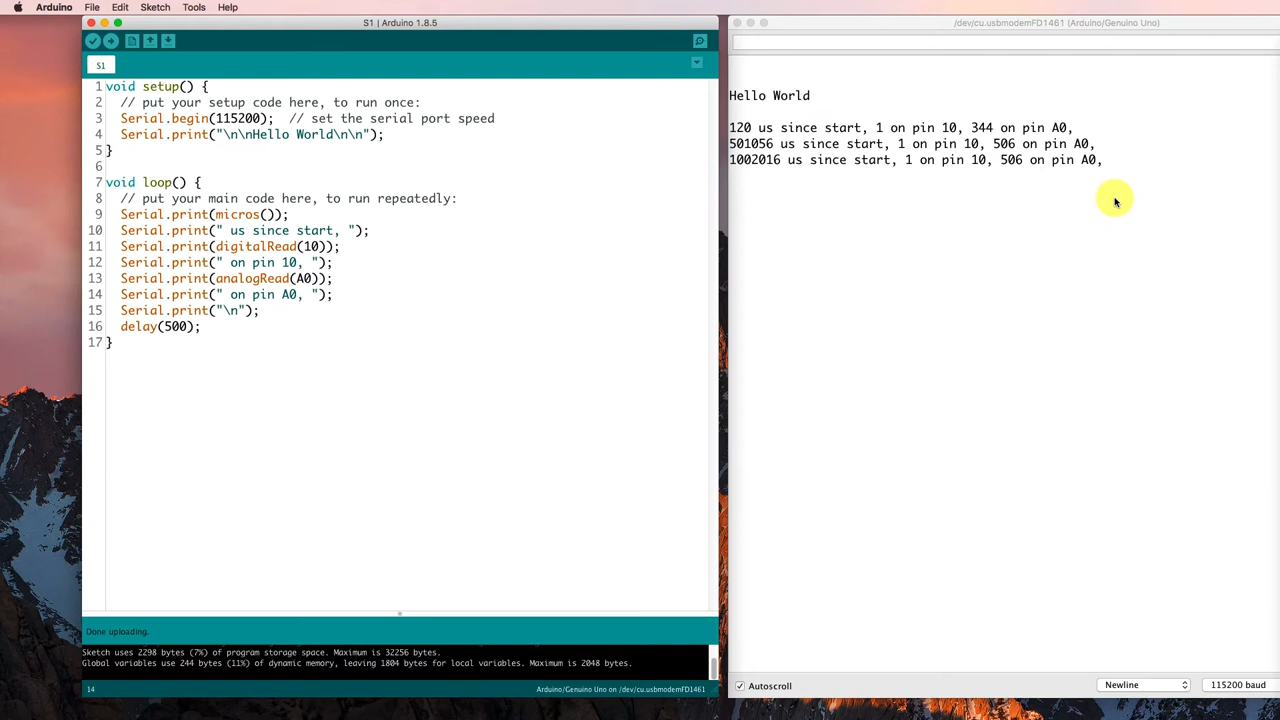 Arduino File Edit Sketch Tools Help
S1 | Arduino 1.8.5
S1
1 void setup() {
2 // put your setup code here, to run once:
3 Serial.begin(115200); // set the serial port speed
4 Serial.print("\n\nHello World\n\n");
5 }
6
7 void loop() {
8 // put your main code here, to run repeatedly:
9 Serial.print(micros());
10 Serial.print(" us since start, ");
11 Serial.print(digitalRead(10));
12 Serial.print(" on pin 10, ");
13 Serial.print(analogRead(A0));
14 Serial.print(" on pin A0, ");
15 Serial.print("\n");
16 delay(500);
17 }
Done uploading.
Sketch uses 2298 bytes (7%) of program storage space. Maximum is 32256 bytes.
Global variables use 244 bytes (11%) of dynamic memory, leaving 1804 bytes for local variables. Maximum is 2048 bytes.
14 Arduino/Genuino Uno on /dev/cu.usbmodemFD1461
/dev/cu.usbmodemFD1461 (Arduino/Genuino Uno)
Hello World
120 us since start, 1 on pin 10, 344 on pin A0,
501056 us since start, 1 on pin 10, 506 on pin A0,
1002016 us since start, 1 on pin 10, 506 on pin A0,
Autoscroll Newline 115200 baud